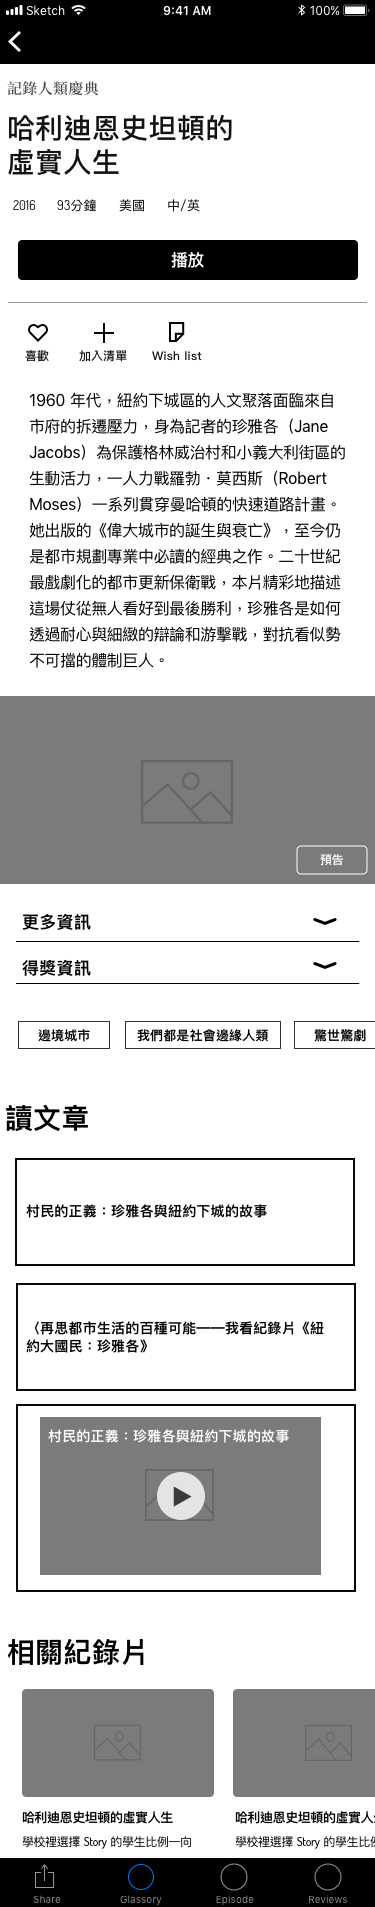 Sketch 9:41 AM 100%
記錄人類慶典
哈利迪恩史坦頓的
虛實人生
2016 93分鐘 美國 中/英
播放
喜歡 加入清單 Wish list
1960 年代，紐約下城區的人文聚落面臨來自
市府的拆遷壓力，身為記者的珍雅各（Jane
Jacobs）為保護格林威治村和小義大利街區的
生動活力，一人力戰羅勃．莫西斯（Robert
Moses）一系列貫穿曼哈頓的快速道路計畫。
她出版的《偉大城市的誕生與衰亡》，至今仍
是都市規劃專業中必讀的經典之作。二十世紀
最戲劇化的都市更新保衛戰，本片精彩地描述
這場仗從無人看好到最後勝利，珍雅各是如何
透過耐心與細緻的辯論和游擊戰，對抗看似勢
不可擋的體制巨人。
預告
更多資訊
得獎資訊
邊境城市 我們都是社會邊緣人類 驚世驚劇
讀文章
村民的正義：珍雅各與紐約下城的故事
〈再思都市生活的百種可能——我看紀錄片《紐
約大國民：珍雅各》
村民的正義：珍雅各與紐約下城的故事
相關紀錄片
哈利迪恩史坦頓的虛實人生 哈利迪恩史坦頓的虛實人
學校裡選擇 Story 的學生比例一向 學校裡選擇 Story 的學生比
Share Glassory Episode Reviews